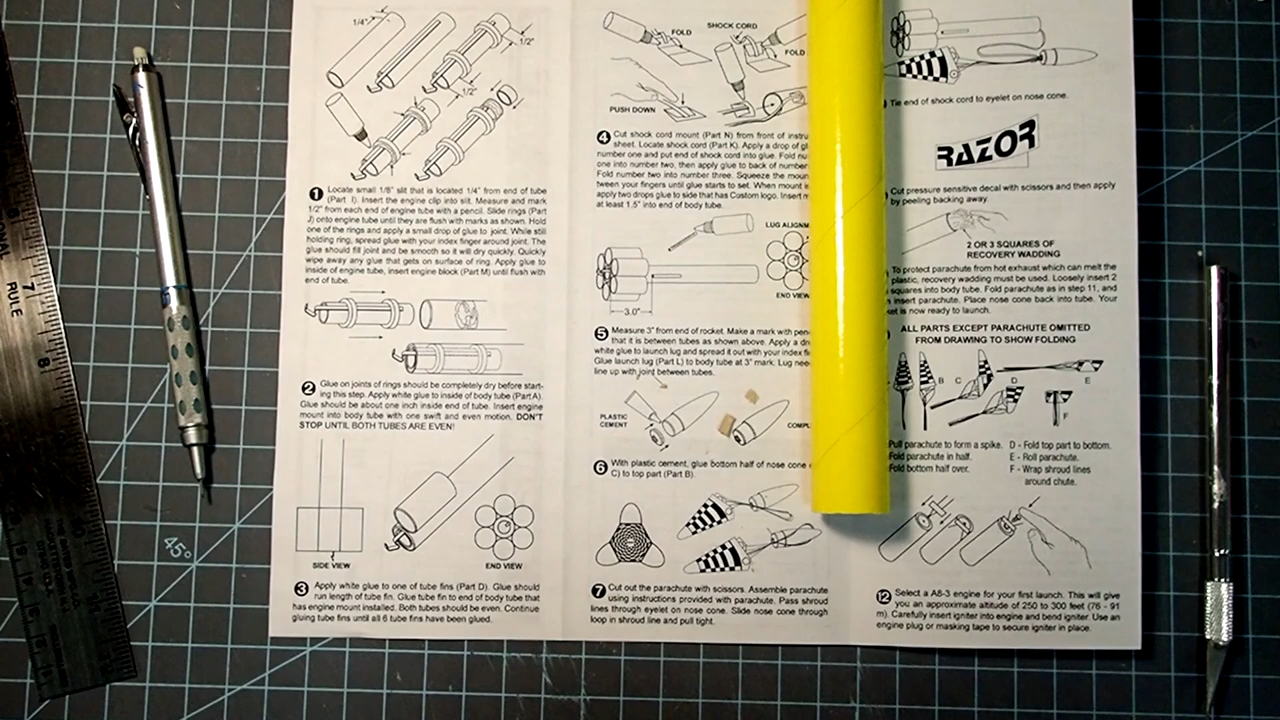 1/4"
1/2"
1/2"
1 Locate small 1/8" slit that is located 1/4" from end of tube
(Part I). Insert the engine clip into slit. Measure and mark
1/2" from each end of engine tube with a pencil. Slide rings (Part
J) onto engine tube until they are flush with marks as shown. Hold
one of the rings and apply a small drop of glue to joint. While still
holding ring, spread glue with your index finger around joint. The
glue should fill joint and be smooth so it will dry quickly. Quickly
wipe away any glue that gets on surface of ring. Apply glue to
inside of engine tube, insert engine block (Part M) until flush with
end of tube.
2 Glue on joints of rings should be completely dry before start-
ing this step. Apply white glue to inside of body tube (Part A).
Glue should be about one inch inside end of tube. Insert engine
mount into body tube with one swift and even motion. DON'T
STOP UNTIL BOTH TUBES ARE EVEN!
SIDE VIEW
END VIEW
3 Apply white glue to one of tube fins (Part D). Glue should
run length of tube fin. Glue tube fin to end of body tube that
has engine mount installed. Both tubes should be even. Continue
gluing tube fins until all 6 tube fins have been glued.
FOLD
SHOCK CORD
FOLD
PUSH DOWN
4 Cut shock cord mount (Part N) from front of instru
sheet. Locate shock cord (Part K). Apply a drop of gl
number one and put end of shock cord into glue. Fold nu
one into number two, then apply glue to back of number
Fold number two into number three. Squeeze the moun
tween your fingers until glue starts to set. When mount is
apply two drops glue to side that has Custom logo. Insert m
at least 1.5" into end of body tube.
LUG ALIGNM
END VIEW
3.0"
5 Measure 3" from end of rocket. Make a mark with pen
that it is between tubes as shown above. Apply a dr
white glue to launch lug and spread it out with your index fi
Glue launch lug (Part L) to body tube at 3" mark. Lug nee
line up with joint between tubes.
PLASTIC
CEMENT
COMPL
6 With plastic cement, glue bottom half of nose cone
C) to top part (Part B).
7 Cut out the parachute with scissors. Assemble parachute
using instructions provided with parachute. Pass shroud
lines through eyelet on nose cone. Slide nose cone through
loop in shroud line and pull tight.
Tie end of shock cord to eyelet on nose cone.
RAZOR
Cut pressure sensitive decal with scissors and then apply
by peeling backing away.
2 OR 3 SQUARES OF
RECOVERY WADDING
To protect parachute from hot exhaust which can melt the
plastic, recovery wadding must be used. Loosely insert 2
squares into body tube. Fold parachute as in step 11, and
insert parachute. Place nose cone back into tube. Your
ket is now ready to launch.
ALL PARTS EXCEPT PARACHUTE OMITTED
FROM DRAWING TO SHOW FOLDING
B
C
D
E
F
Pull parachute to form a spike.
Fold parachute in half.
Fold bottom half over.
D - Fold top part to bottom.
E - Roll parachute.
F - Wrap shroud lines
around chute.
12 Select a A8-3 engine for your first launch. This will give
you an approximate altitude of 250 to 300 feet (76 - 91
m). Carefully insert igniter into engine and bend igniter. Use an
engine plug or masking tape to secure igniter in place.
RULE
7
8
45°